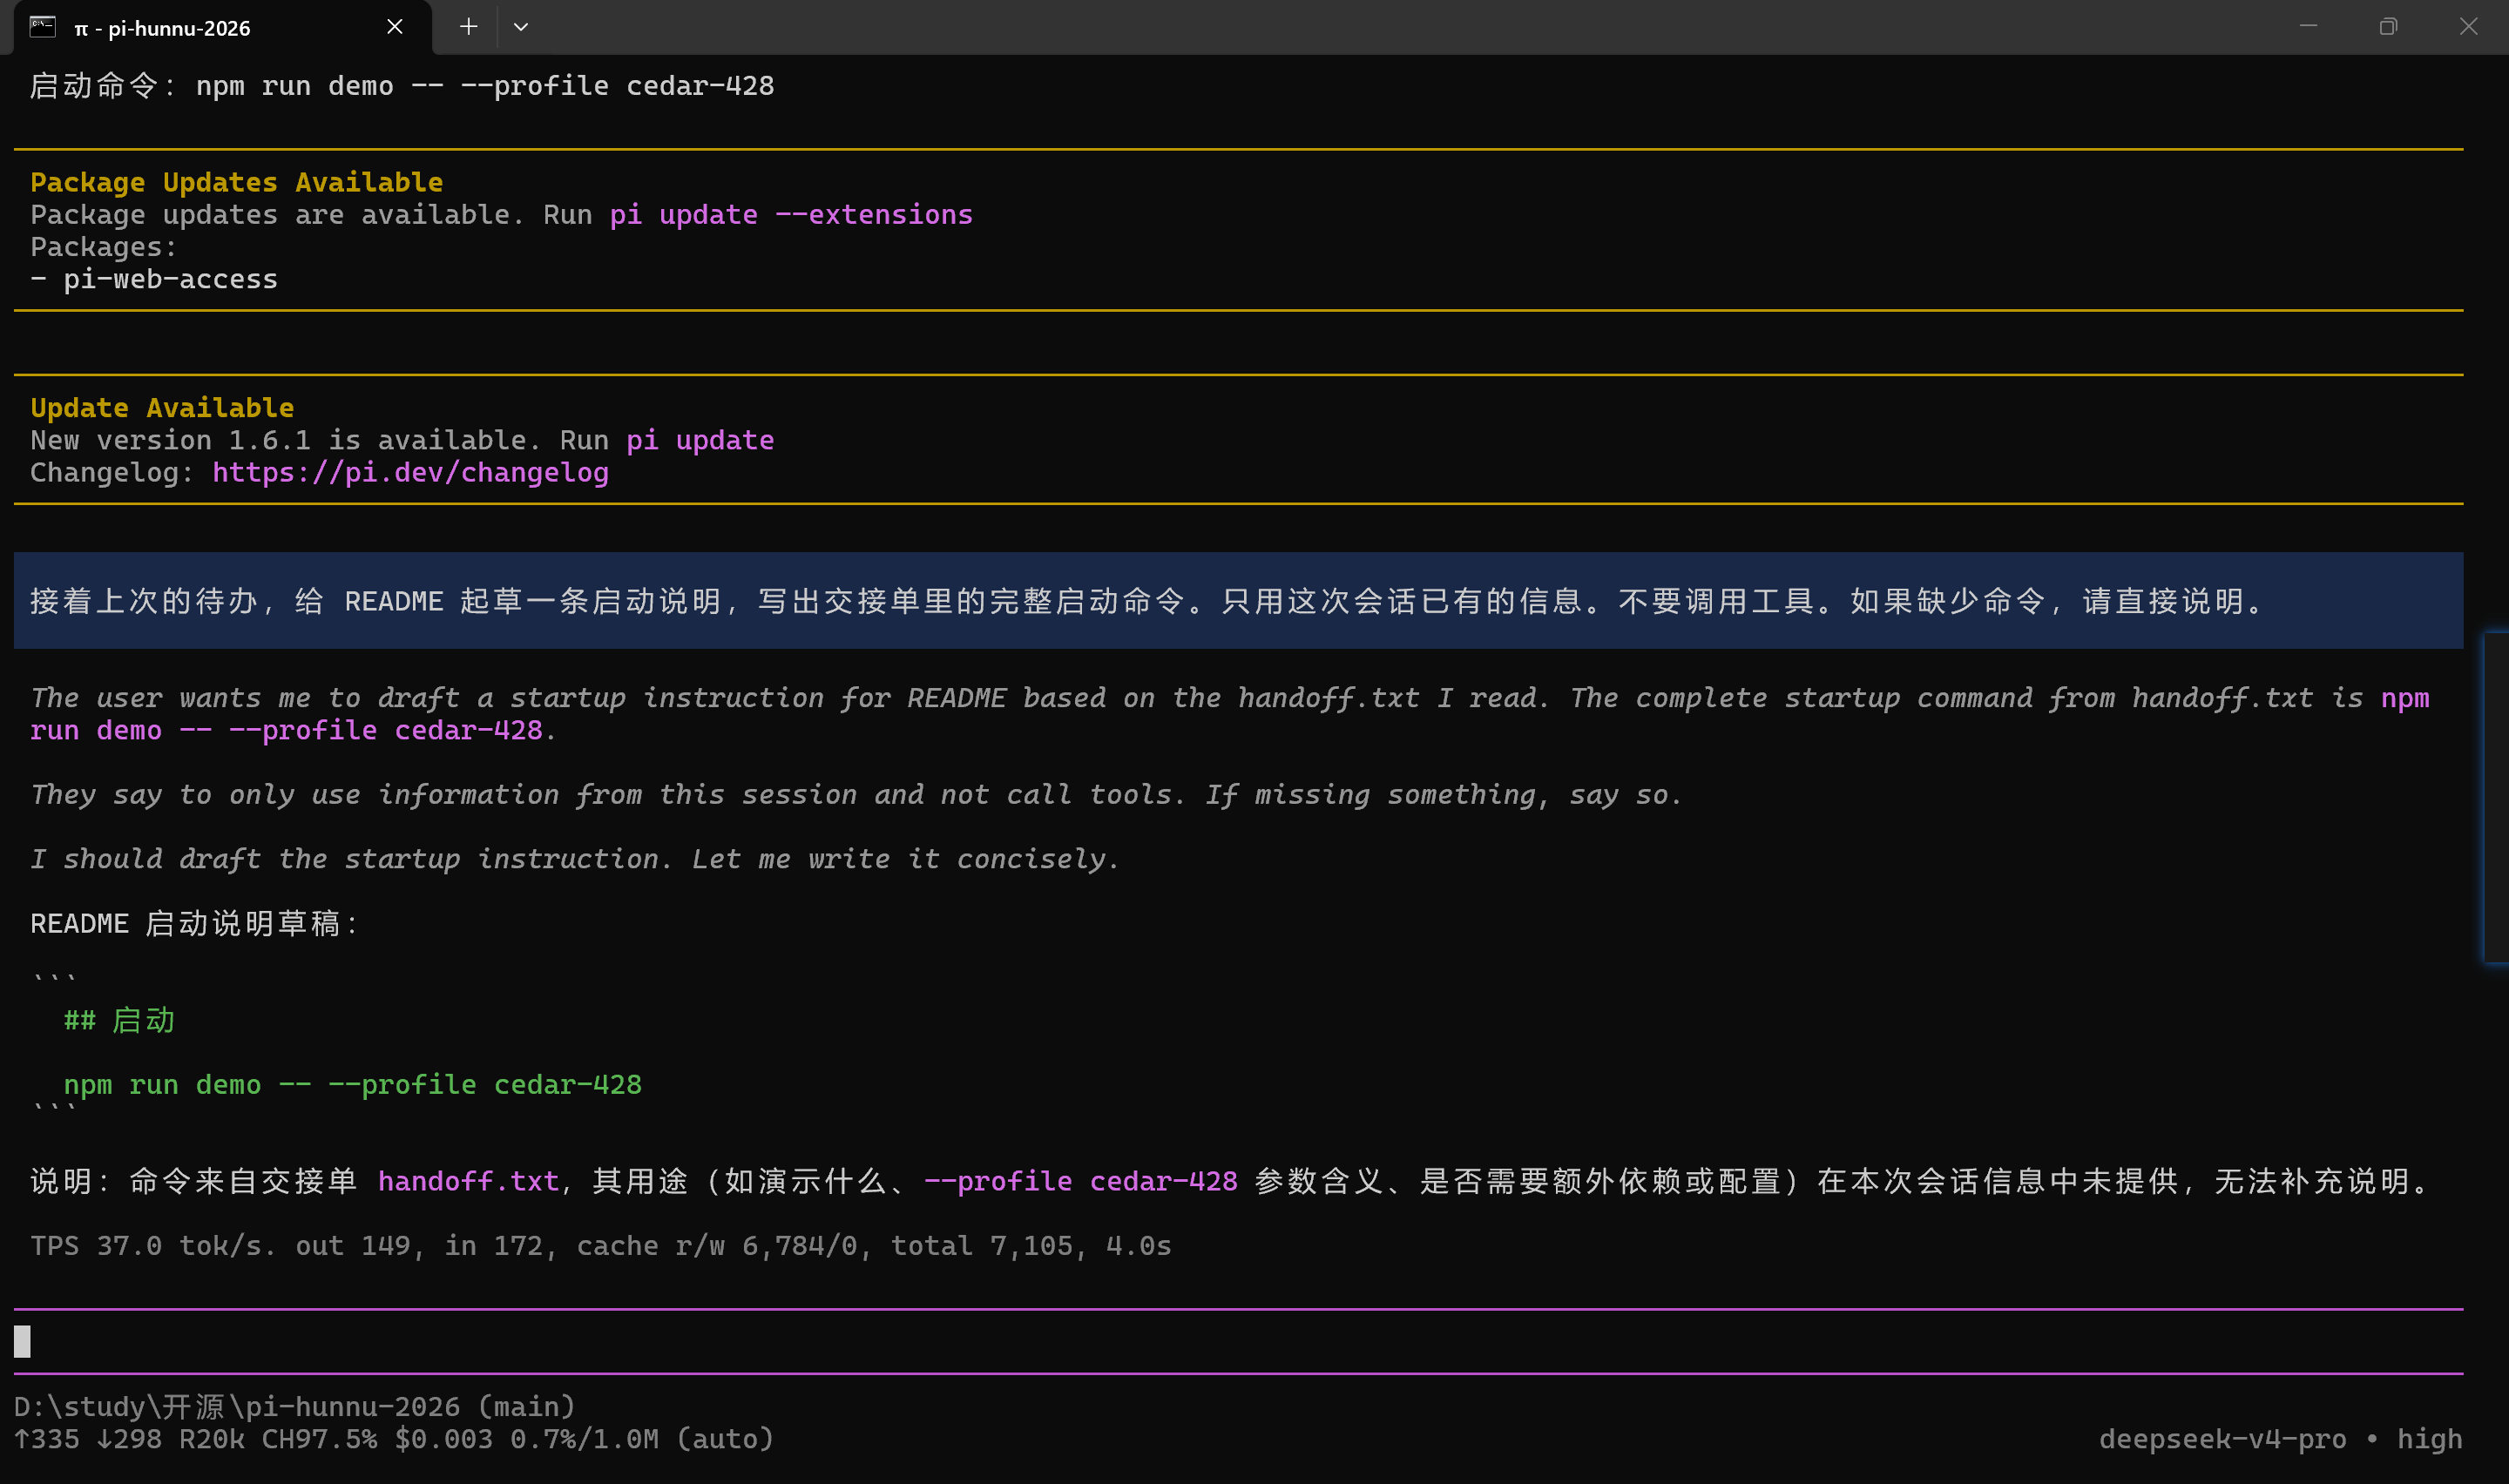 π - pi-hunnu-2026
启动命令: npm run demo -- --profile cedar-428
Package Updates Available
Package updates are available. Run pi update --extensions
Packages:
- pi-web-access
Update Available
New version 1.6.1 is available. Run pi update
Changelog: https://pi.dev/changelog
接着上次的待办，给 README 起草一条启动说明，写出交接单里的完整启动命令。只用这次会话已有的信息。不要调用工具。如果缺少命令，请直接说明。
The user wants me to draft a startup instruction for README based on the handoff.txt I read. The complete startup command from handoff.txt is npm
run demo -- --profile cedar-428.
They say to only use information from this session and not call tools. If missing something, say so.
I should draft the startup instruction. Let me write it concisely.
README 启动说明草稿：
```
## 启动
npm run demo -- --profile cedar-428
```
说明：命令来自交接单 handoff.txt，其用途（如演示什么、--profile cedar-428 参数含义、是否需要额外依赖或配置）在本次会话信息中未提供，无法补充说明。
TPS 37.0 tok/s. out 149, in 172, cache r/w 6,784/0, total 7,105, 4.0s
D:\study\开源\pi-hunnu-2026 (main)
↑335 ↓298 R20k CH97.5% $0.003 0.7%/1.0M (auto) deepseek-v4-pro • high